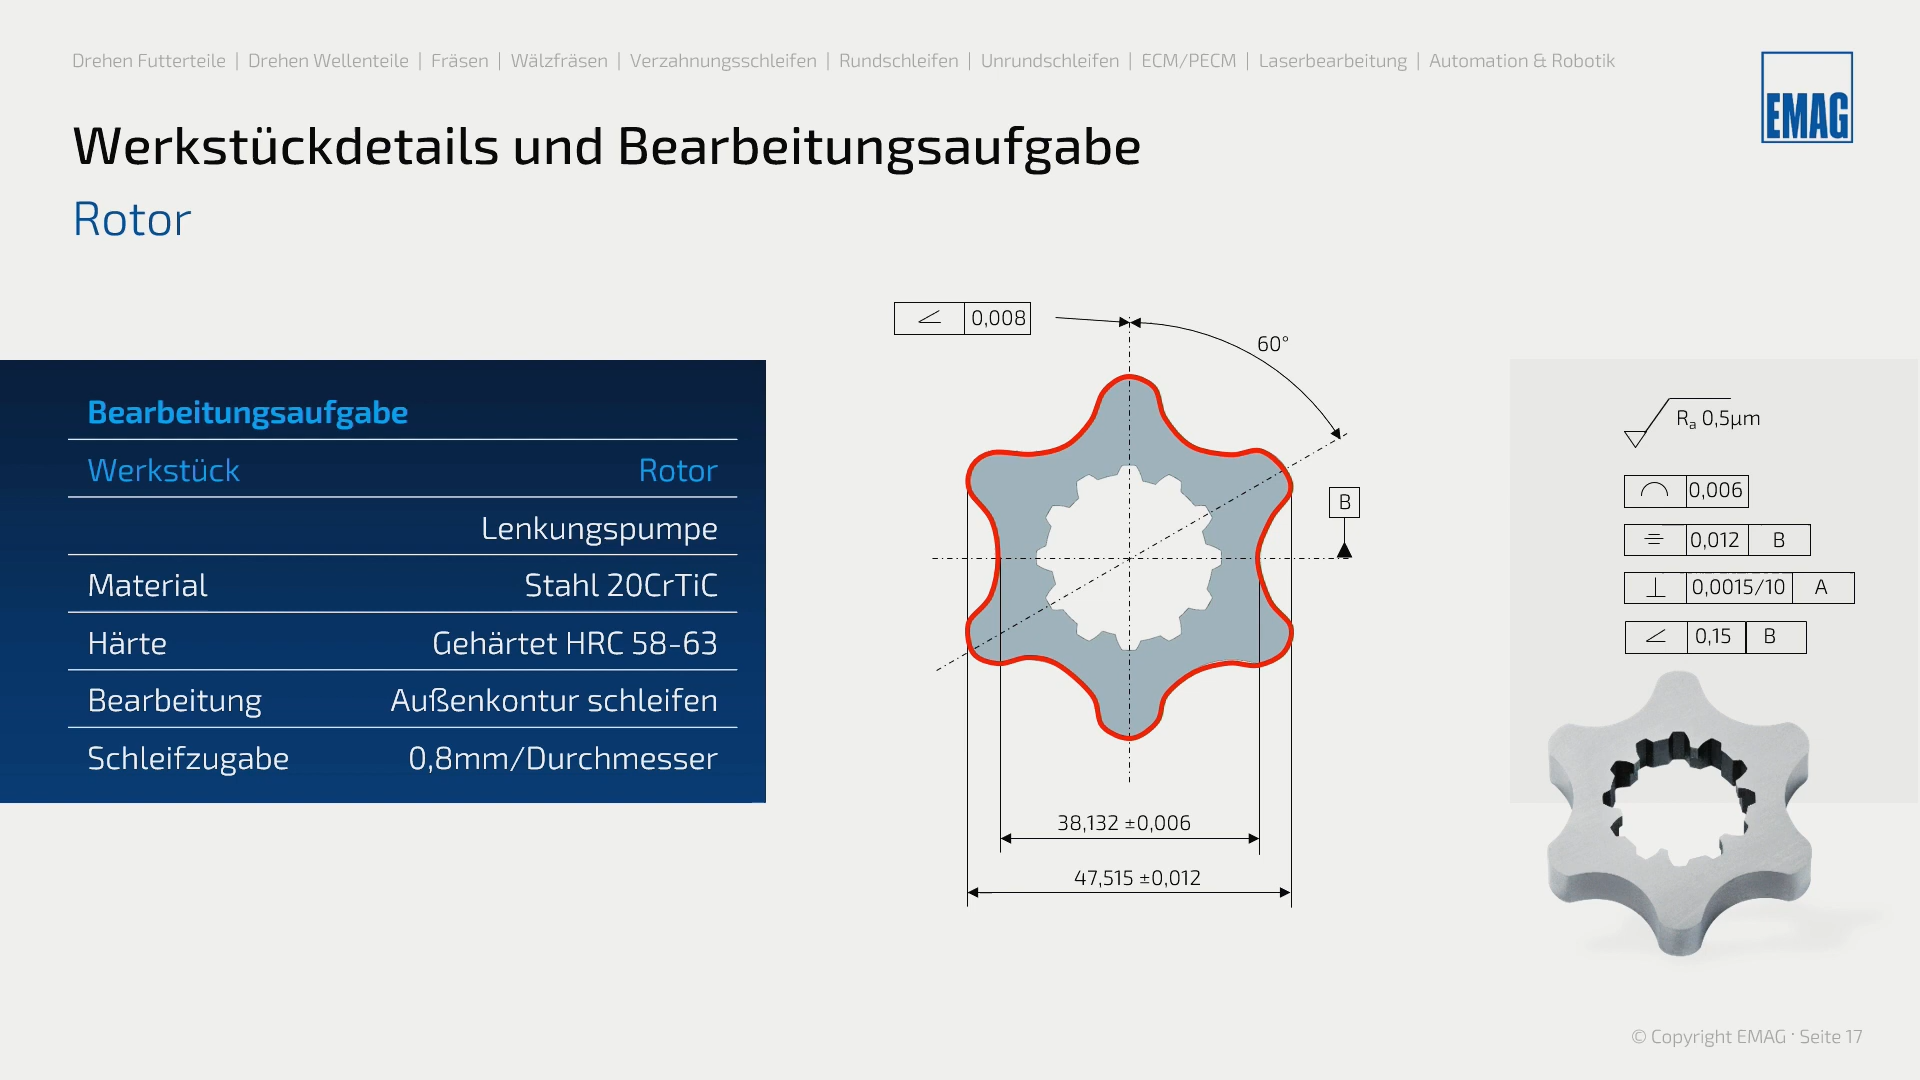 Drehen Futterteile | Drehen Wellenteile | Fräsen | Wälzfräsen | Verzahnungsschleifen | Rundschleifen | Unrundschleifen | ECM/PECM | Laserbearbeitung | Automation & Robotik
EMAG
Werkstückdetails und Bearbeitungsaufgabe
Rotor
Bearbeitungsaufgabe
Werkstück Rotor
Lenkungspumpe
Material Stahl 20CrTiC
Härte Gehärtet HRC 58-63
Bearbeitung Außenkontur schleifen
Schleifzugabe 0,8mm/Durchmesser
∠ 0,008
60°
B
38,132 ±0,006
47,515 ±0,012
Ra 0,5µm
⌒ 0,006
⌯ 0,012 B
⊥ 0,0015/10 A
∠ 0,15 B
© Copyright EMAG · Seite 17